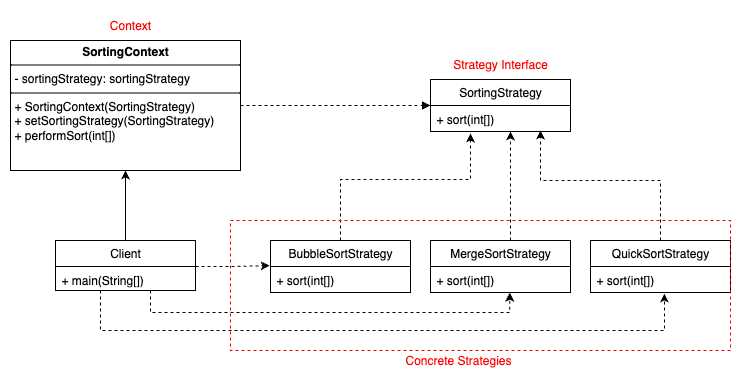 Context
SortingContext
- sortingStrategy: sortingStrategy
+ SortingContext(SortingStrategy)
+ setSortingStrategy(SortingStrategy)
+ performSort(int[])
Strategy Interface
SortingStrategy
+ sort(int[])
Client
+ main(String[])
BubbleSortStrategy
+ sort(int[])
MergeSortStrategy
+ sort(int[])
QuickSortStrategy
+ sort(int[])
Concrete Strategies